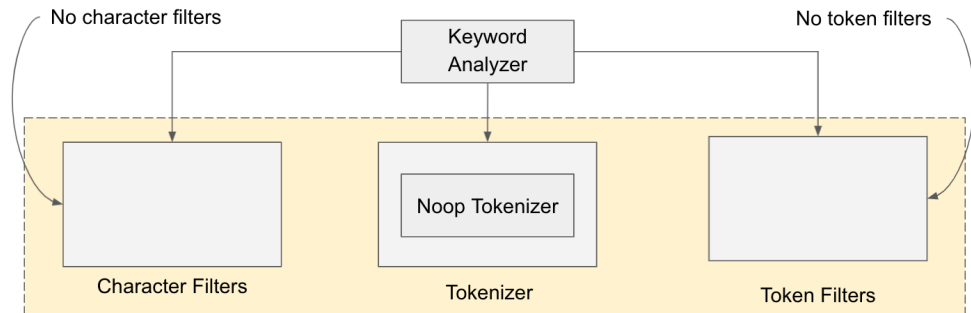 No character filters
Keyword
Analyzer
No token filters
Noop Tokenizer
Character Filters
Tokenizer
Token Filters